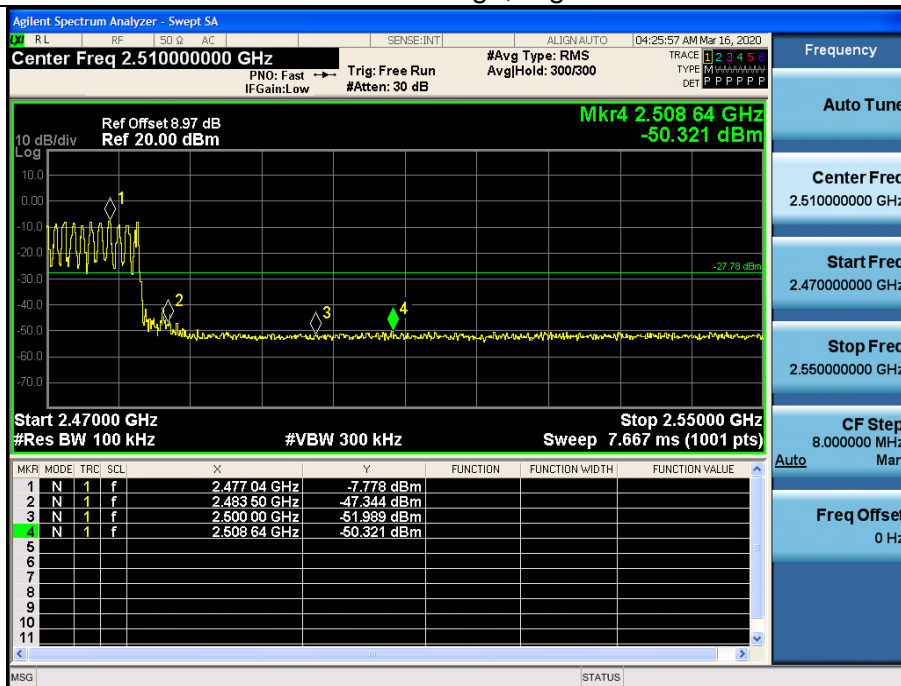 Agilent Spectrum Analyzer - Swept SA
LXI RL RF 50 Ω AC SENSE:INT ALIGN AUTO 04:25:57 AM Mar 16, 2020
Center Freq 2.510000000 GHz
PNO: Fast
IFGain:Low
Trig: Free Run
#Atten: 30 dB
#Avg Type: RMS
Avg|Hold: 300/300
TRACE 1 2 3 4 5 6
TYPE M
DET P P P P P P
Frequency
Auto Tune
Center Freq
2.510000000 GHz
Start Freq
2.470000000 GHz
Stop Freq
2.550000000 GHz
CF Step
8.000000 MHz
Auto Man
Freq Offset
0 Hz
Mkr4 2.508 64 GHz
-50.321 dBm
Ref Offset 8.97 dB
10 dB/div Ref 20.00 dBm
Log
10.0
0.00
-10.0
-20.0
-30.0
-40.0
-50.0
-60.0
-70.0
1
2
3
4
-27.78 dBm
Start 2.47000 GHz Stop 2.55000 GHz
#Res BW 100 kHz #VBW 300 kHz Sweep 7.667 ms (1001 pts)
MKR MODE TRC SCL X Y FUNCTION FUNCTION WIDTH FUNCTION VALUE
1 N 1 f 2.477 04 GHz -7.778 dBm
2 N 1 f 2.483 50 GHz -47.344 dBm
3 N 1 f 2.500 00 GHz -51.989 dBm
4 N 1 f 2.508 64 GHz -50.321 dBm
5
6
7
8
9
10
11
MSG STATUS